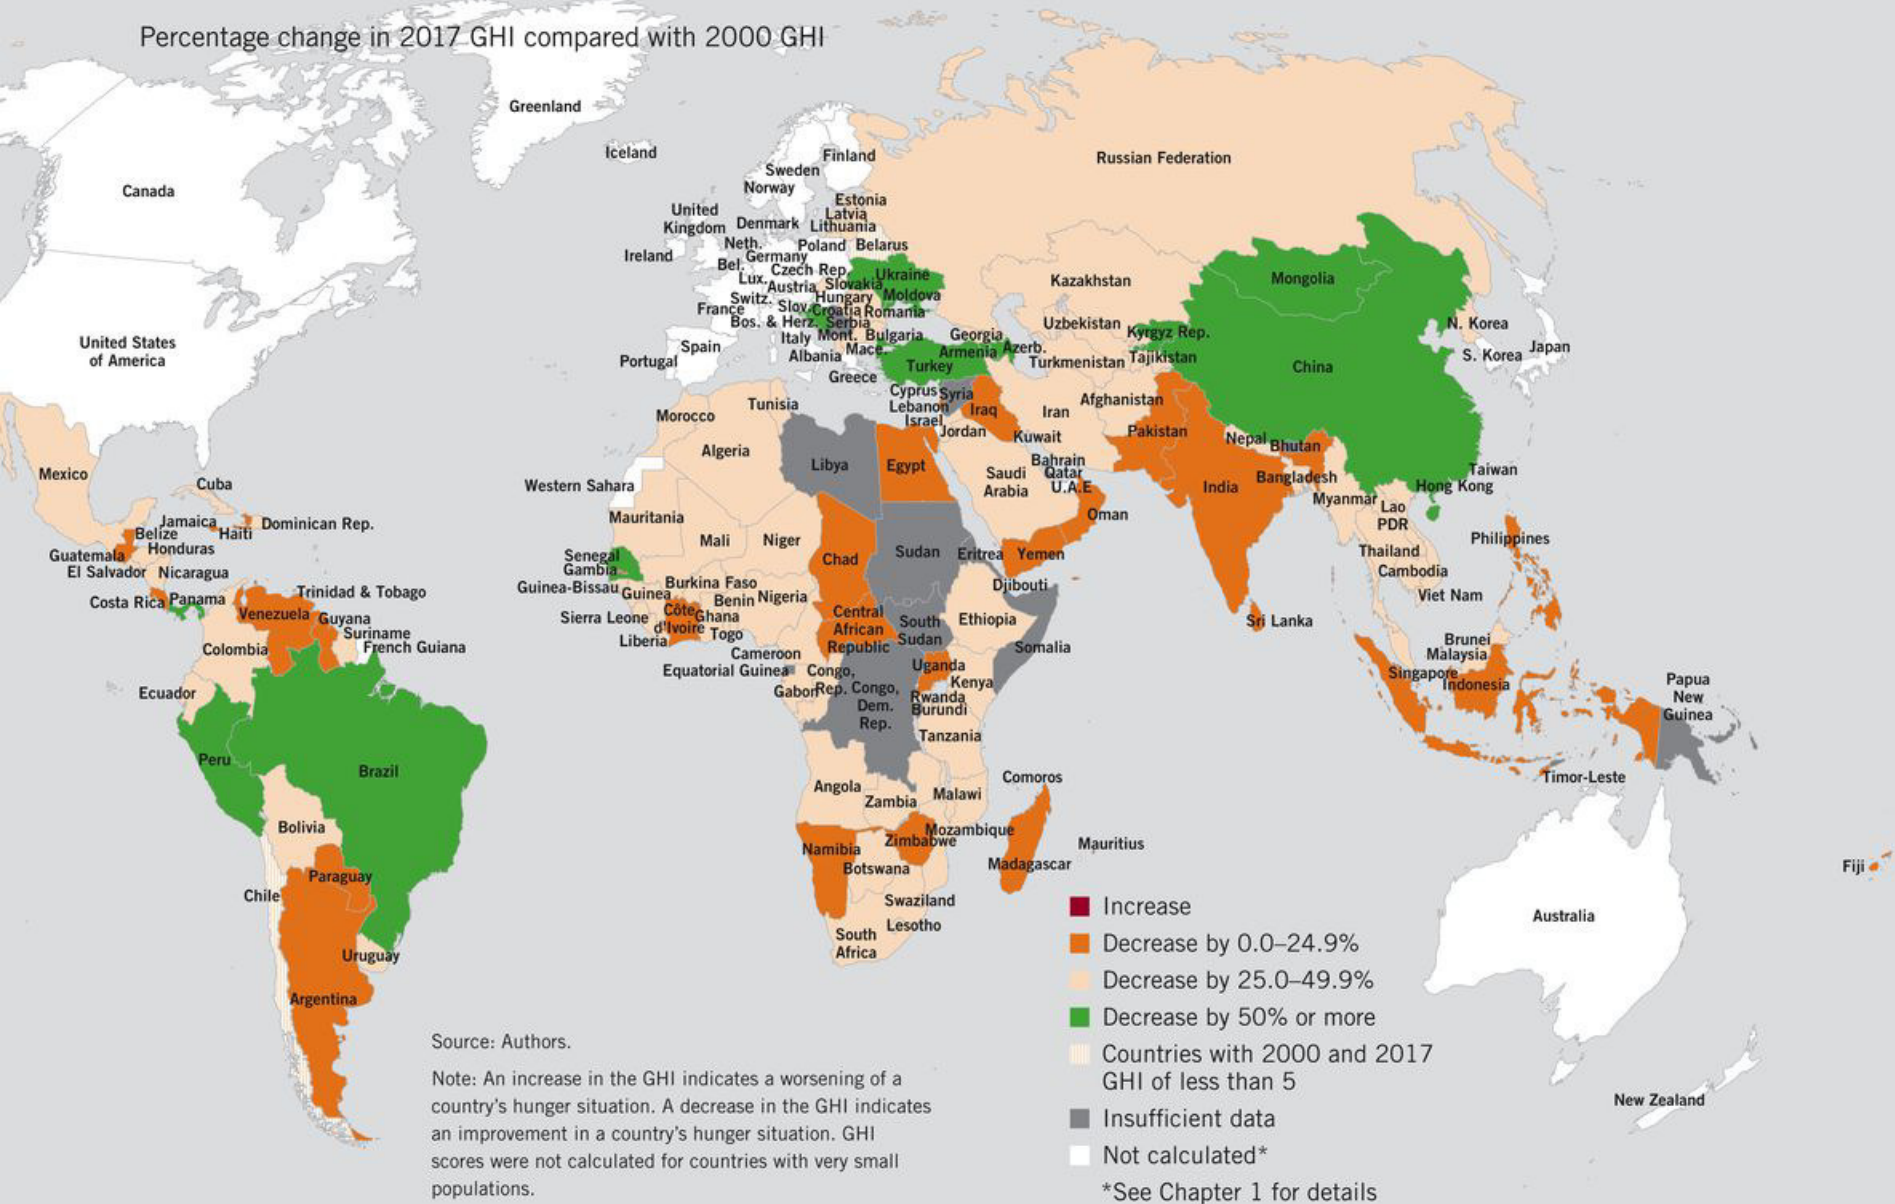 Percentage change in 2017 GHI compared with 2000 GHI
Greenland
Iceland
Finland
Sweden
Norway
Russian Federation
Canada
Estonia
Latvia
Lithuania
United
Kingdom
Denmark
Ireland
Neth.
Poland
Belarus
Bel.
Germany
Lux.
Czech Rep.
Ukraine
Austria
Slovakia
Switz.
Hungary
Moldova
France
Slov.
Croatia
Romania
Bos. & Herz.
Serbia
Italy
Mont.
Bulgaria
Albania
Mace.
Portugal
Spain
Greece
Georgia
Armenia
Azerb.
Turkey
Kazakhstan
Uzbekistan
Kyrgyz Rep.
Turkmenistan
Tajikistan
Mongolia
China
N. Korea
S. Korea
Japan
United States
of America
Cyprus
Syria
Lebanon
Israel
Iraq
Jordan
Kuwait
Iran
Afghanistan
Pakistan
Nepal
Bhutan
Bangladesh
India
Bahrain
Qatar
U.A.E
Saudi
Arabia
Oman
Yemen
Myanmar
Lao
PDR
Thailand
Cambodia
Viet Nam
Taiwan
Hong Kong
Philippines
Sri Lanka
Brunei
Malaysia
Singapore
Indonesia
Papua
New
Guinea
Timor-Leste
Mexico
Cuba
Jamaica
Belize
Haiti
Dominican Rep.
Guatemala
Honduras
El Salvador
Nicaragua
Costa Rica
Panama
Trinidad & Tobago
Venezuela
Guyana
Suriname
French Guiana
Colombia
Ecuador
Peru
Brazil
Bolivia
Paraguay
Chile
Uruguay
Argentina
Morocco
Tunisia
Algeria
Libya
Egypt
Western Sahara
Mauritania
Mali
Niger
Chad
Sudan
Eritrea
Djibouti
Senegal
Gambia
Guinea-Bissau
Guinea
Burkina Faso
Benin
Nigeria
Sierra Leone
Côte
d'Ivoire
Ghana
Liberia
Togo
Central
African
Republic
South
Sudan
Ethiopia
Somalia
Cameroon
Equatorial Guinea
Gabon
Congo,
Rep.
Congo,
Dem.
Rep.
Uganda
Kenya
Rwanda
Burundi
Tanzania
Comoros
Angola
Zambia
Malawi
Mozambique
Zimbabwe
Namibia
Botswana
Madagascar
Mauritius
Swaziland
Lesotho
South
Africa
Fiji
Australia
New Zealand
Increase
Decrease by 0.0–24.9%
Decrease by 25.0–49.9%
Decrease by 50% or more
Countries with 2000 and 2017
GHI of less than 5
Insufficient data
Not calculated*
*See Chapter 1 for details
Source: Authors.
Note: An increase in the GHI indicates a worsening of a
country's hunger situation. A decrease in the GHI indicates
an improvement in a country's hunger situation. GHI
scores were not calculated for countries with very small
populations.